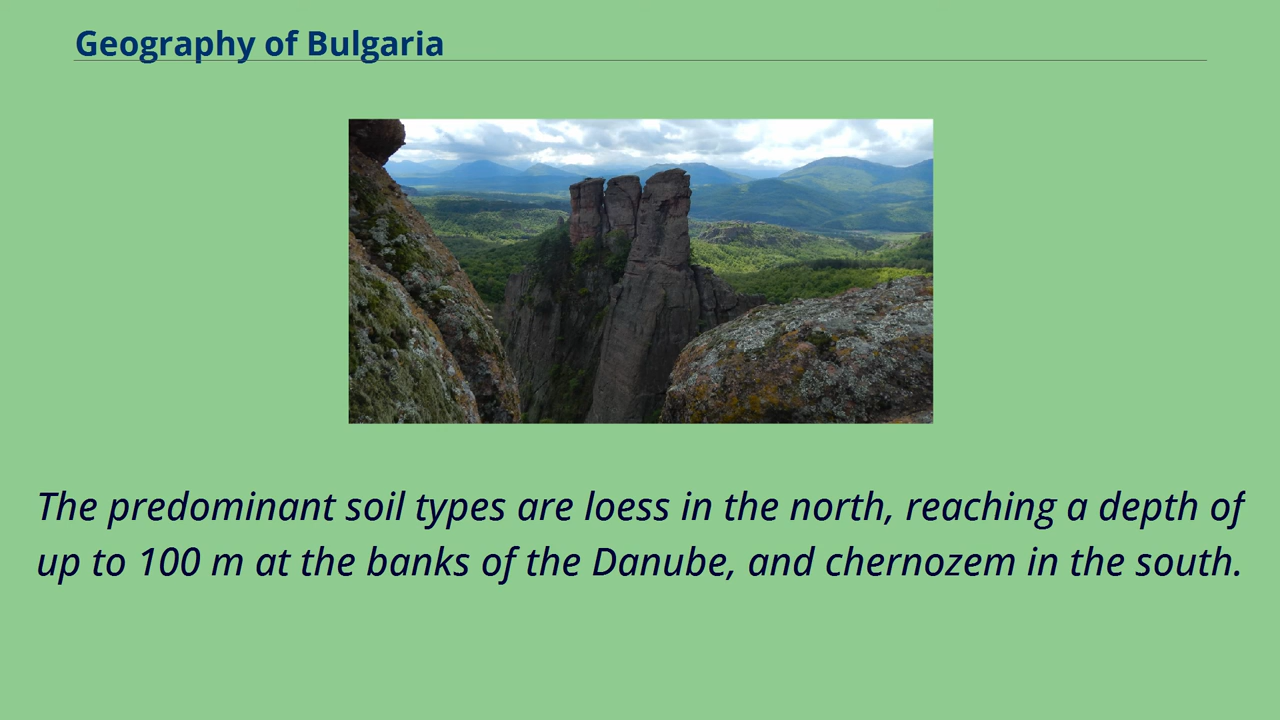 Geography of Bulgaria
The predominant soil types are loess in the north, reaching a depth of
up to 100 m at the banks of the Danube, and chernozem in the south.